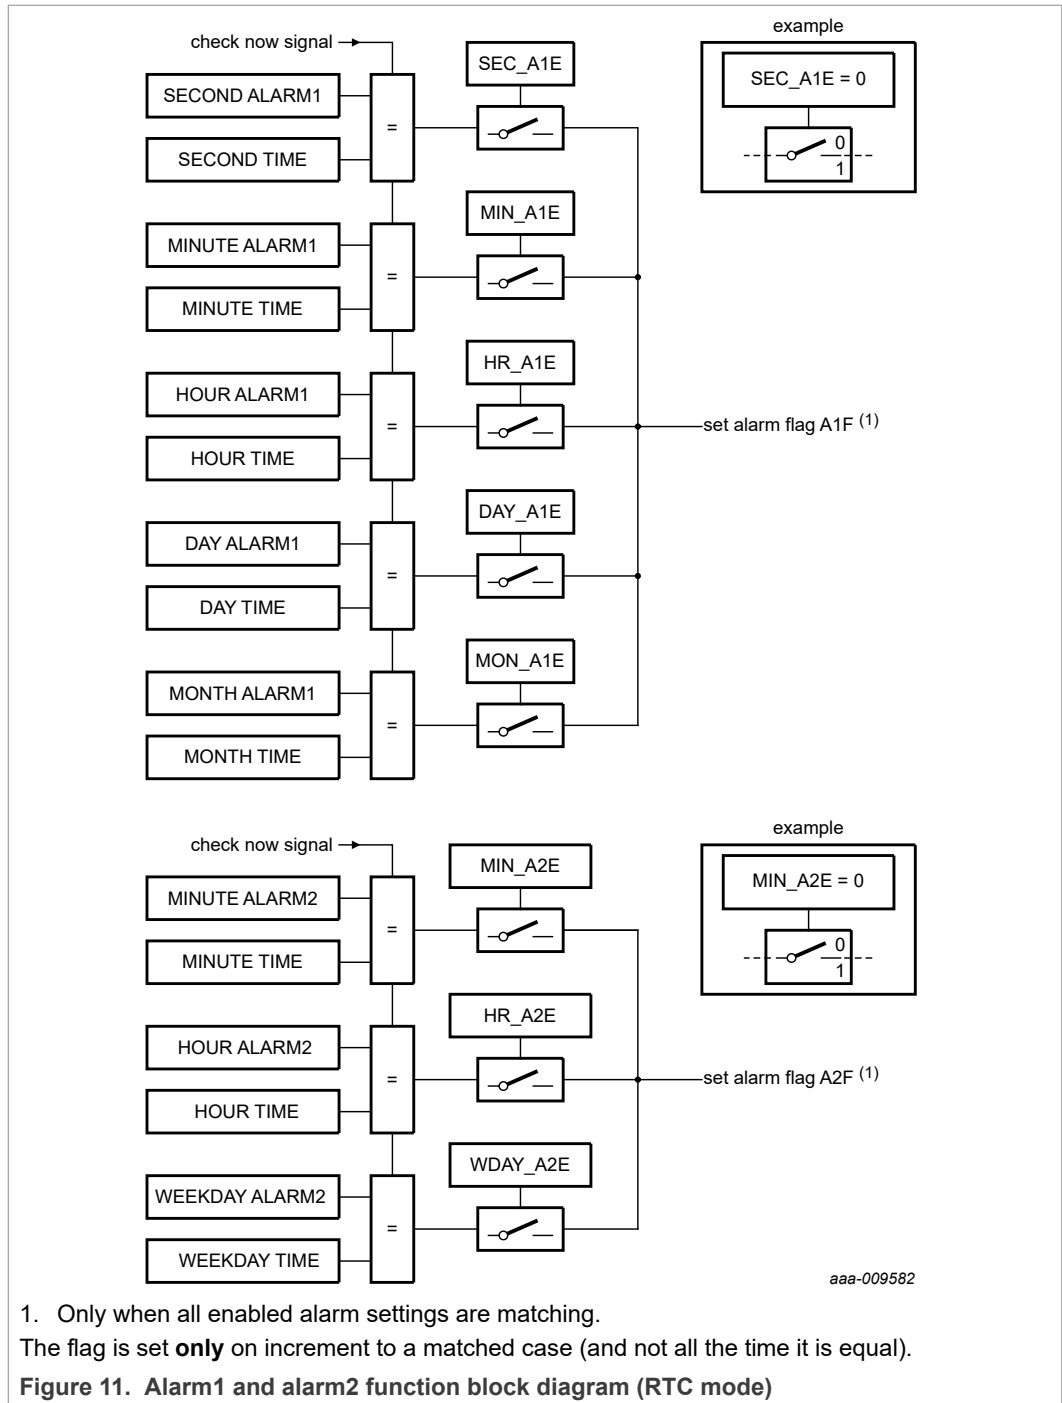 example
check now signal
SEC_A1E
SEC_A1E = 0
SECOND ALARM1
=
SECOND TIME
0
1
MIN_A1E
MINUTE ALARM1
=
MINUTE TIME
HR_A1E
HOUR ALARM1
=
set alarm flag A1F (1)
HOUR TIME
DAY_A1E
DAY ALARM1
=
DAY TIME
MON_A1E
MONTH ALARM1
=
MONTH TIME
example
check now signal
MIN_A2E
MIN_A2E = 0
MINUTE ALARM2
=
MINUTE TIME
0
1
HR_A2E
HOUR ALARM2
=
set alarm flag A2F (1)
HOUR TIME
WDAY_A2E
WEEKDAY ALARM2
=
WEEKDAY TIME
aaa-009582
1. Only when all enabled alarm settings are matching.
The flag is set only on increment to a matched case (and not all the time it is equal).
Figure 11. Alarm1 and alarm2 function block diagram (RTC mode)